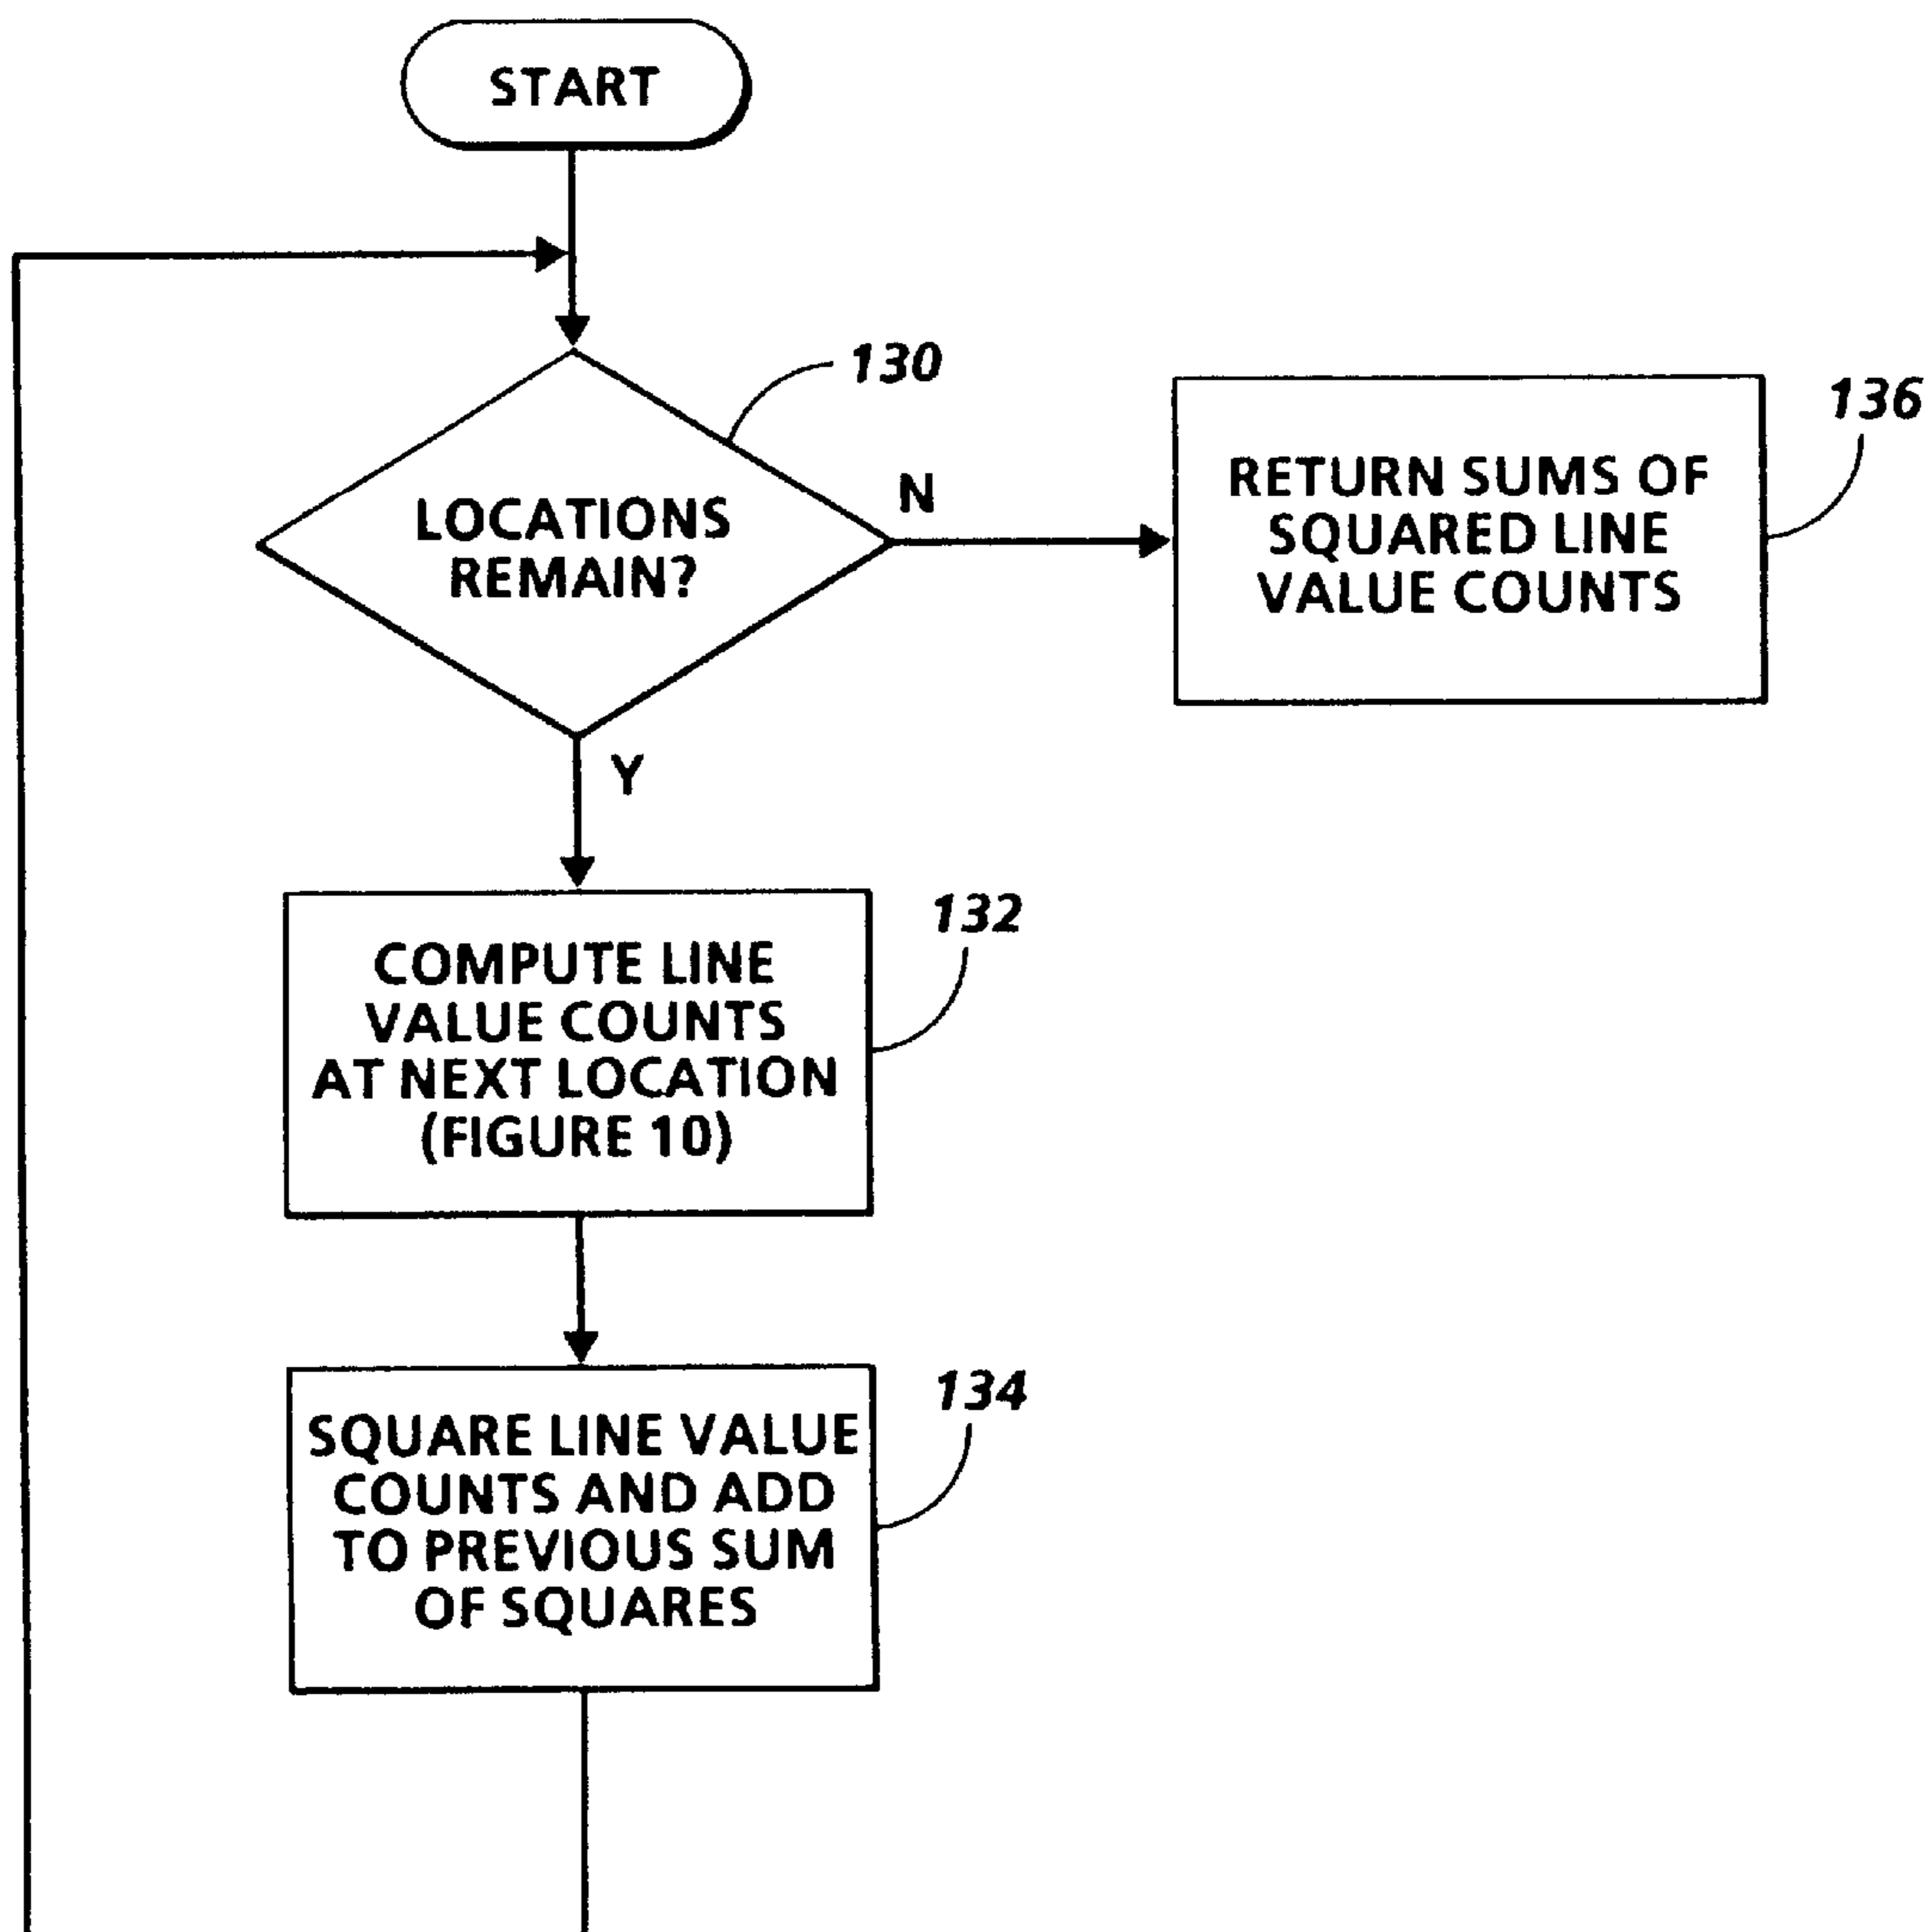 START
130
LOCATIONS
REMAIN?
N
136
RETURN SUMS OF
SQUARED LINE
VALUE COUNTS
Y
132
COMPUTE LINE
VALUE COUNTS
AT NEXT LOCATION
(FIGURE 10)
134
SQUARE LINE VALUE
COUNTS AND ADD
TO PREVIOUS SUM
OF SQUARES